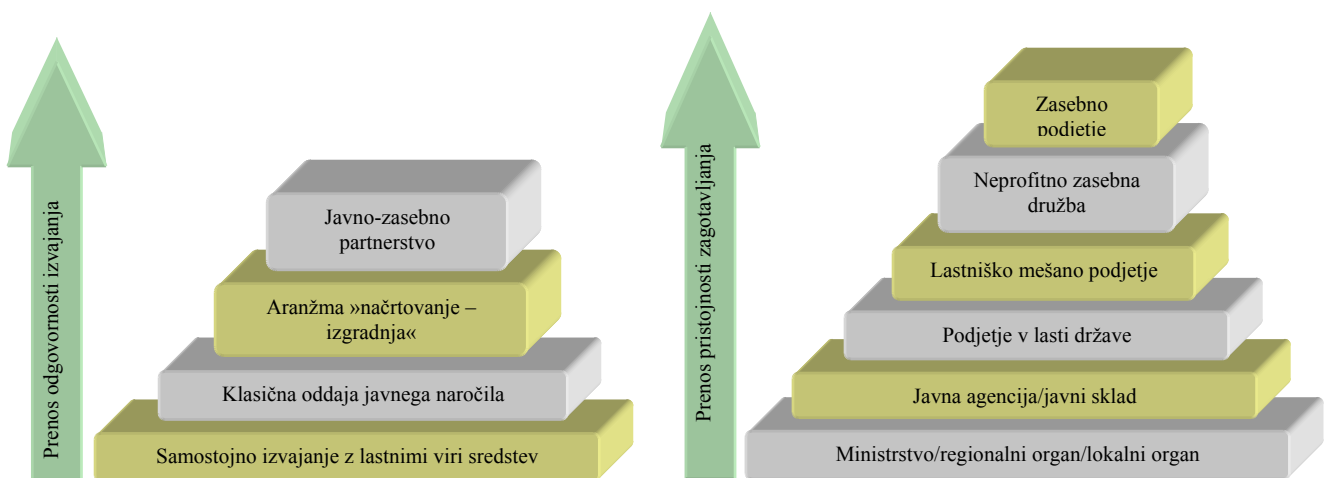 Prenos odgovornosti izvajanja
Javno-zasebno
partnerstvo
Aranžma »načrtovanje –
izgradnja«
Klasična oddaja javnega naročila
Samostojno izvajanje z lastnimi viri sredstev
Prenos pristojnosti zagotavljanja
Zasebno
podjetje
Neprofitno zasebna
družba
Lastniško mešano podjetje
Podjetje v lasti države
Javna agencija/javni sklad
Ministrstvo/regionalni organ/lokalni organ